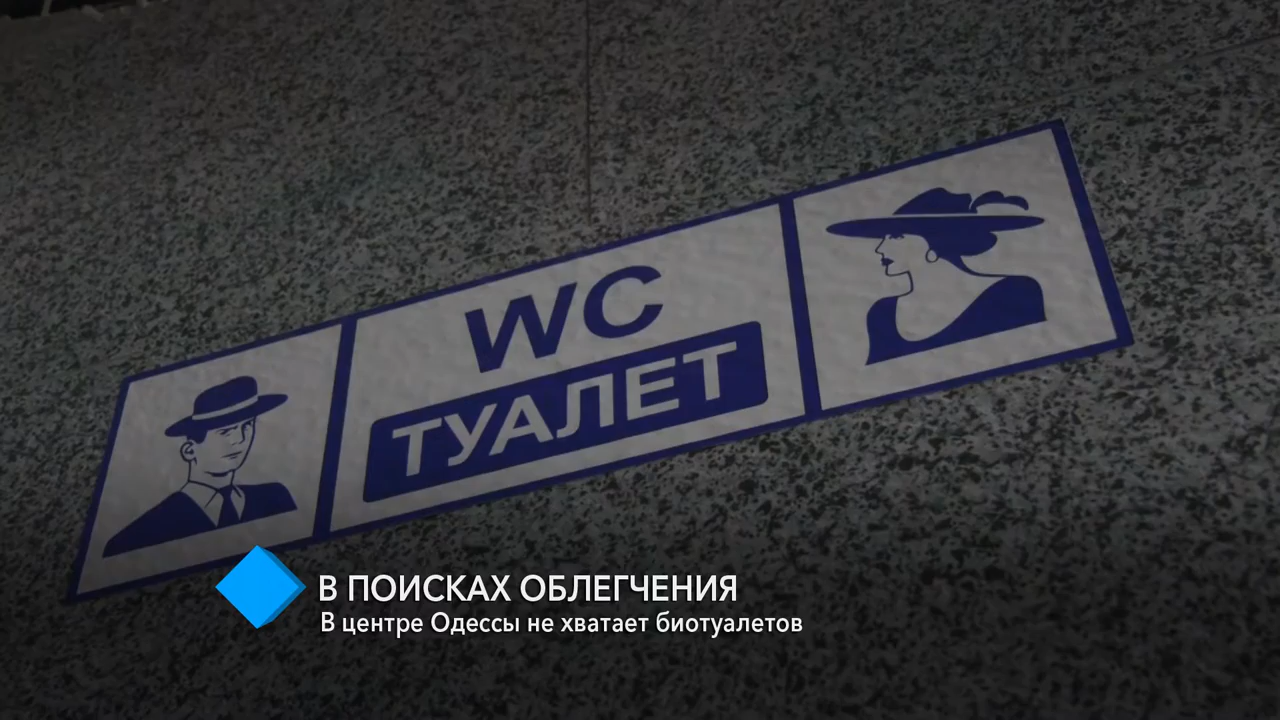 WC
ТУАЛЕТ
В ПОИСКАХ ОБЛЕГЧЕНИЯ
В центре Одессы не хватает биотуалетов